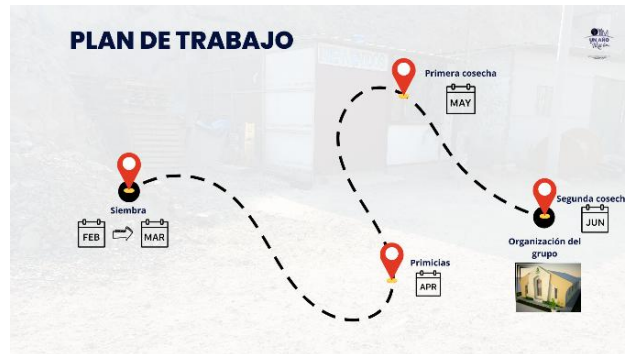 PLAN DE TRABAJO
Primera cosecha
MAY
Siembra
FEB
MAR
Primicias
APR
Segunda cosech
JUN
Organización del
grupo